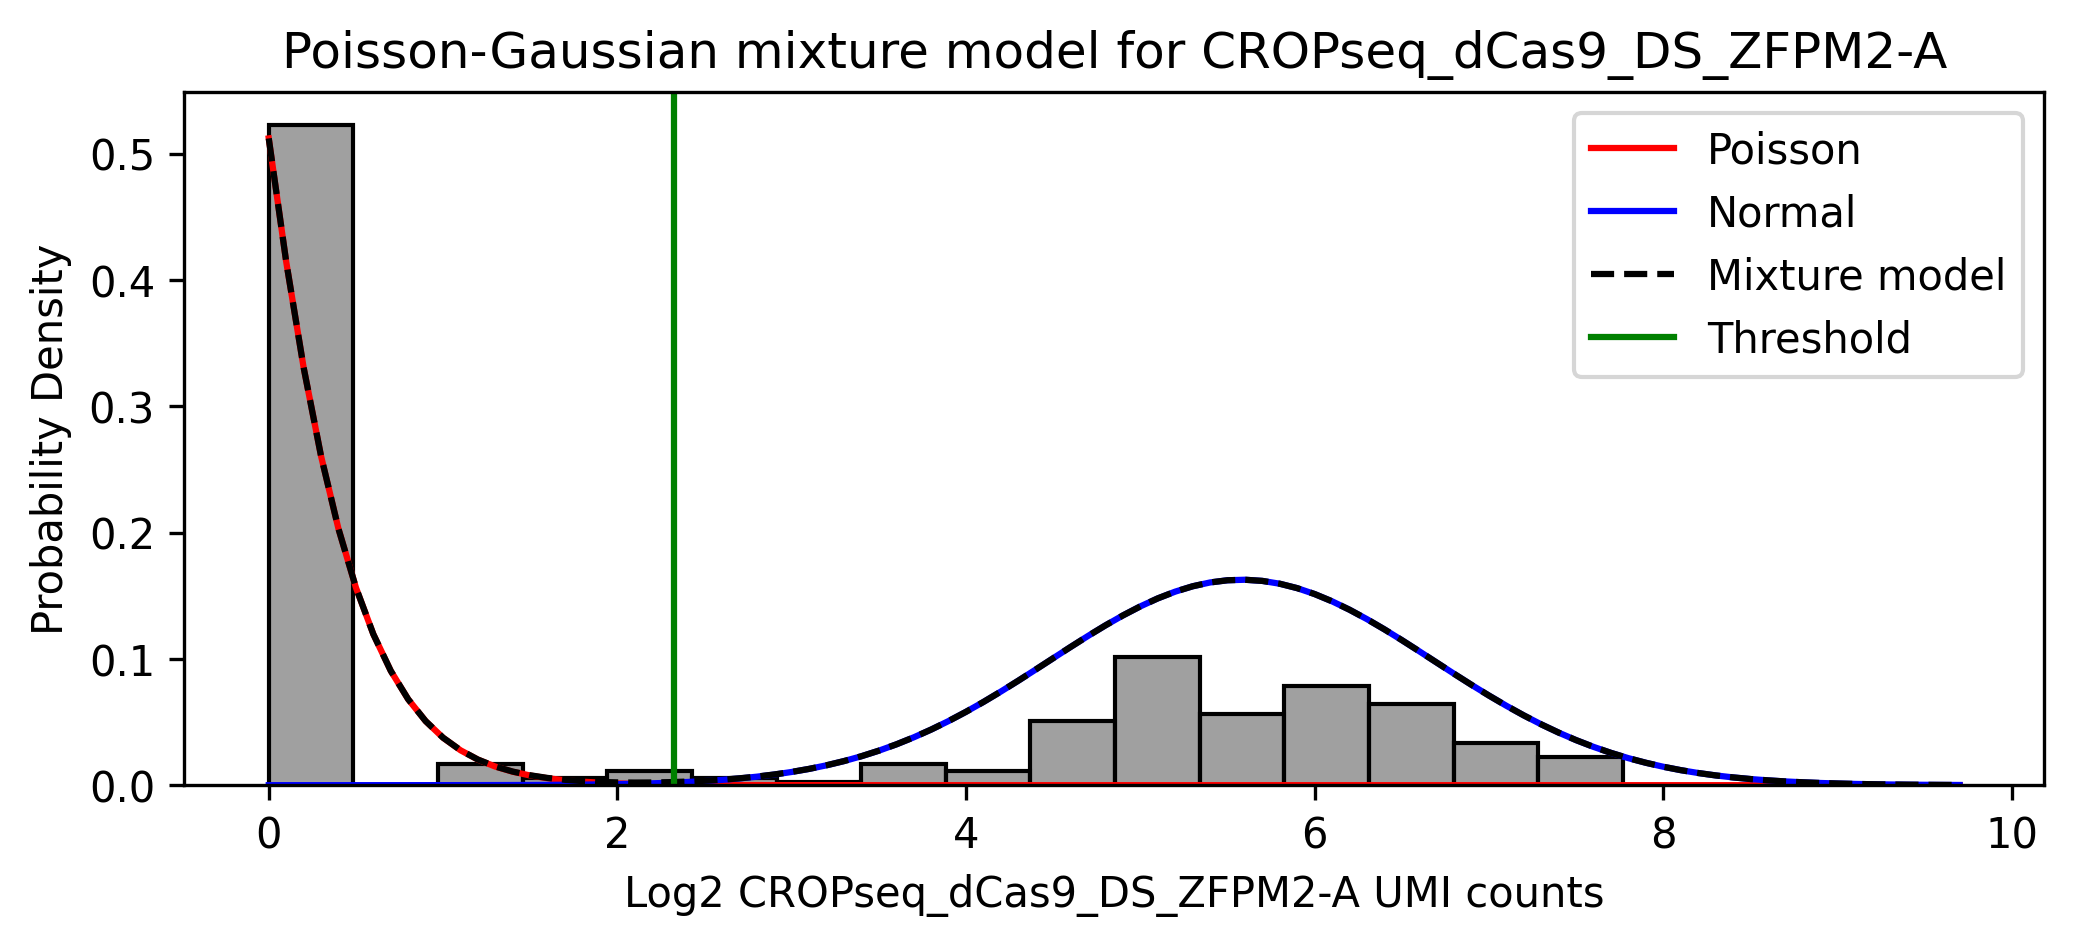 Poisson-Gaussian mixture model for CROPseq_dCas9_DS_ZFPM2-A
Probability Density
0.5
0.4
0.3
0.2
0.1
0.0
Poisson
Normal
Mixture model
Threshold
0 2 4 6 8 10
Log2 CROPseq_dCas9_DS_ZFPM2-A UMI counts